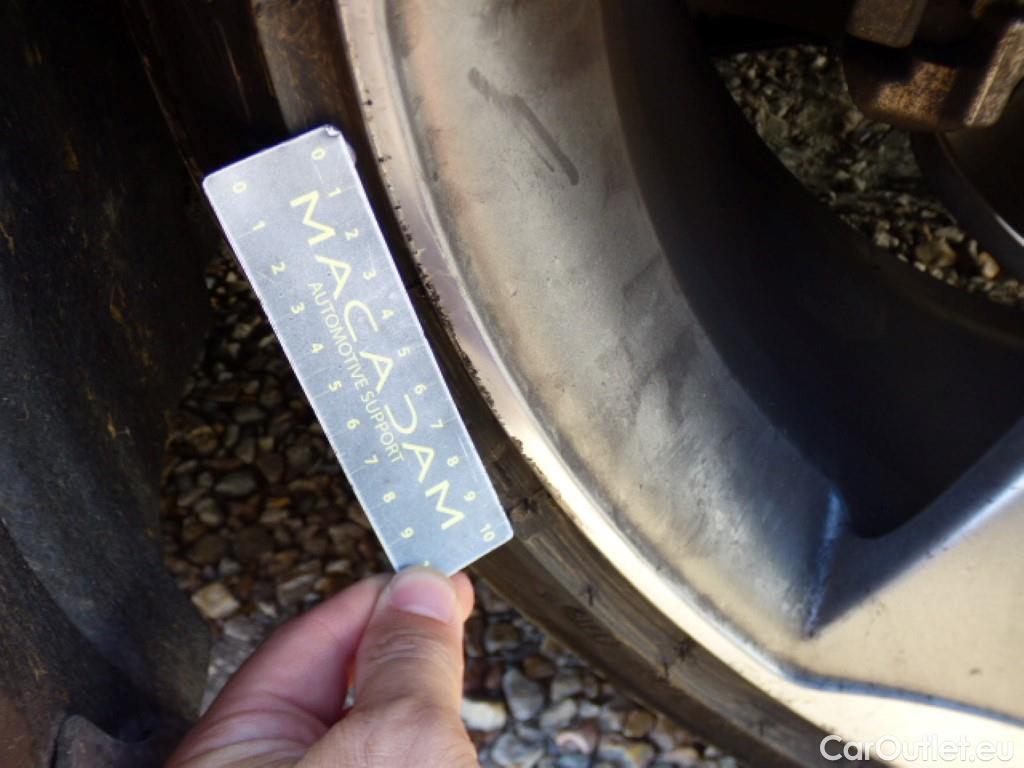 0 1 2 3 4 5 6 7 8 9 10
MACADAM
AUTOMOTIVE SUPPORT
0 1 2 3 4 5 6 7 8 9
CarOutlet.eu